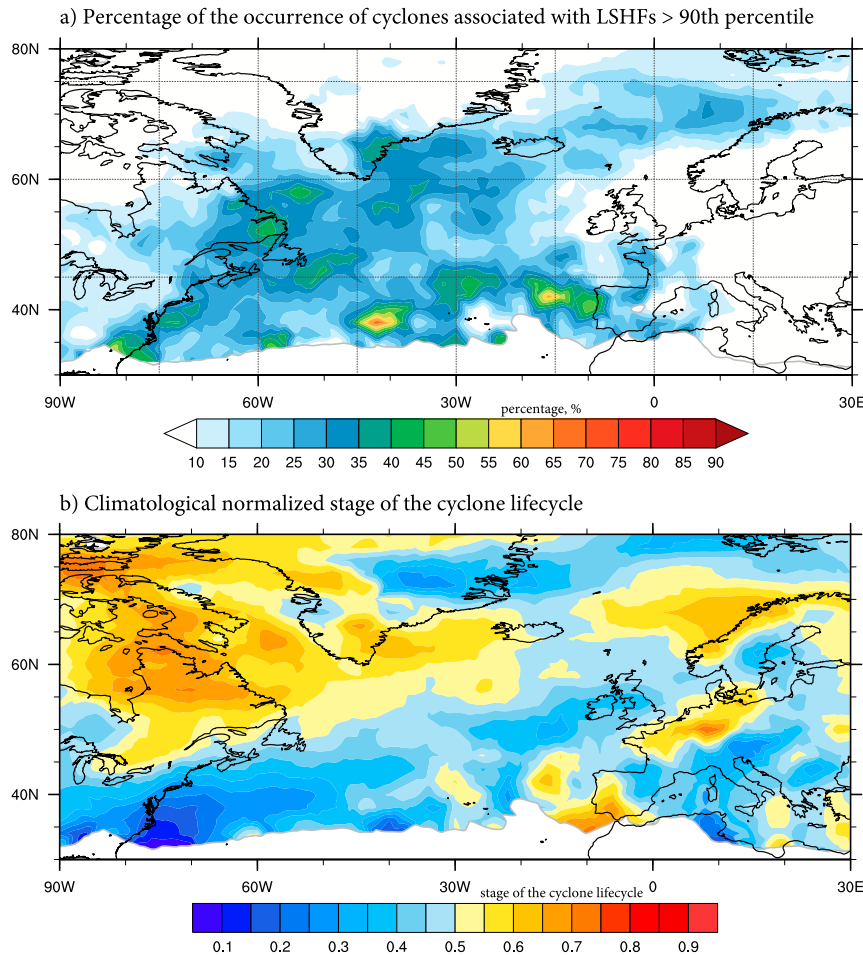 a) Percentage of the occurrence of cyclones associated with LSHFs > 90th percentile
80N
60N
40N
90W 60W 30W 0 30E
percentage, %
10 15 20 25 30 35 40 45 50 55 60 65 70 75 80 85 90
b) Climatological normalized stage of the cyclone lifecycle
80N
60N
40N
90W 60W 30W 0 30E
stage of the cyclone lifecycle
0.1 0.2 0.3 0.4 0.5 0.6 0.7 0.8 0.9